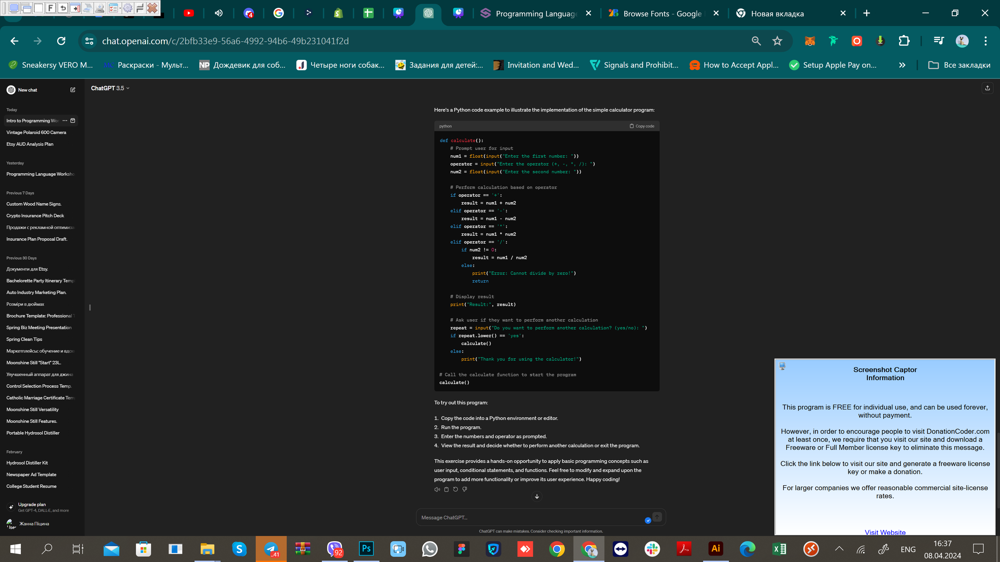 F
4
Programming Language
Browse Fonts - Google
Новая вкладка
chat.openai.com/c/2bfb33e9-56a6-4992-94b6-49b231041f2d
Sneakersy VERO M...
MC Раскраски - Мульт...
NP Дождевик для соб...
Четыре ноги собак...
Задания для детей:...
Invitation and Wed...
Signals and Prohibit...
How to Accept Appl...
Setup Apple Pay on...
Все закладки
New chat
ChatGPT 3.5
Today
Intro to Programming Wor
Vintage Polaroid 600 Camera
Etsy AUD Analysis Plan
Yesterday
Programming Language Worksho
Previous 7 Days
Custom Wood Name Signs.
Crypto Insurance Pitch Deck
Продажи с рекламной оптимиза
Insurance Plan Proposal Draft.
Previous 30 Days
Документи для Etsy.
Bachelorette Party Itinerary Temp
Auto Industry Marketing Plan.
Розміри в дюймах
Brochure Template: Professional T
Spring Biz Meeting Presentation
Spring Clean Tips
Маркетплейсы: обучение и вдох
Moonshine Still "Start" 23L.
Улучшенный аппарат для джина
Control Selection Process Temp.
Catholic Marriage Certificate Tem
Moonshine Still Versatility
Moonshine Still Features.
Portable Hydrosol Distiller
February
Hydrosol Distiller Kit
Newspaper Ad Template
College Student Resume
Upgrade plan
Get GPT-4, DALL·E, and more
User
Жанна Піцина
Here's a Python code example to illustrate the implementation of the simple calculator program:
python
Copy code
def calculate():
    # Prompt user for input
    num1 = float(input("Enter the first number: "))
    operator = input("Enter the operator (+, -, *, /): ")
    num2 = float(input("Enter the second number: "))
    # Perform calculation based on operator
    if operator == '+':
        result = num1 + num2
    elif operator == '-':
        result = num1 - num2
    elif operator == '*':
        result = num1 * num2
    elif operator == '/':
        if num2 != 0:
            result = num1 / num2
        else:
            print("Error: Cannot divide by zero!")
            return
    # Display result
    print("Result:", result)
    # Ask user if they want to perform another calculation
    repeat = input("Do you want to perform another calculation? (yes/no): ")
    if repeat.lower() == 'yes':
        calculate()
    else:
        print("Thank you for using the calculator!")
# Call the calculate function to start the program
calculate()
To try out this program:
1. Copy the code into a Python environment or editor.
2. Run the program.
3. Enter the numbers and operator as prompted.
4. View the result and decide whether to perform another calculation or exit the program.
This exercise provides a hands-on opportunity to apply basic programming concepts such as
user input, conditional statements, and functions. Feel free to modify and expand upon the
program to add more functionality or improve its user experience. Happy coding!
Message ChatGPT...
ChatGPT can make mistakes. Consider checking important information.
Screenshot Captor
Information
This program is FREE for individual use, and can be used forever,
without payment.
However, in order to encourage people to visit DonationCoder.com
at least once, we require that you visit our site and download a
Freeware or Full Member license key to eliminate this message.
Click the link below to visit our site and generate a freeware license
key or make a donation.
For larger companies we offer reasonable commercial site-license
rates.
Visit Website
..41
92
Ps
Ai
ENG
16:37
08.04.2024